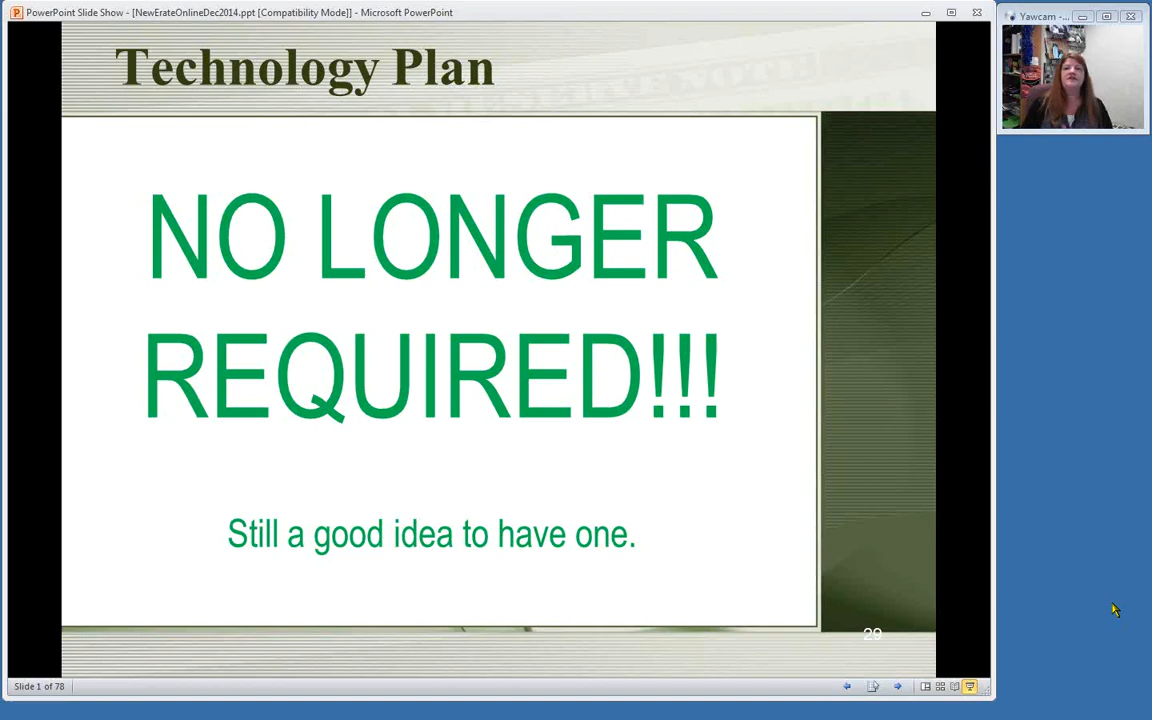 PowerPoint Slide Show - [NewErateOnlineDec2014.ppt [Compatibility Mode]] - Microsoft PowerPoint
Yawcam -...
Technology Plan
NO LONGER
REQUIRED!!!
Still a good idea to have one.
29
Slide 1 of 78